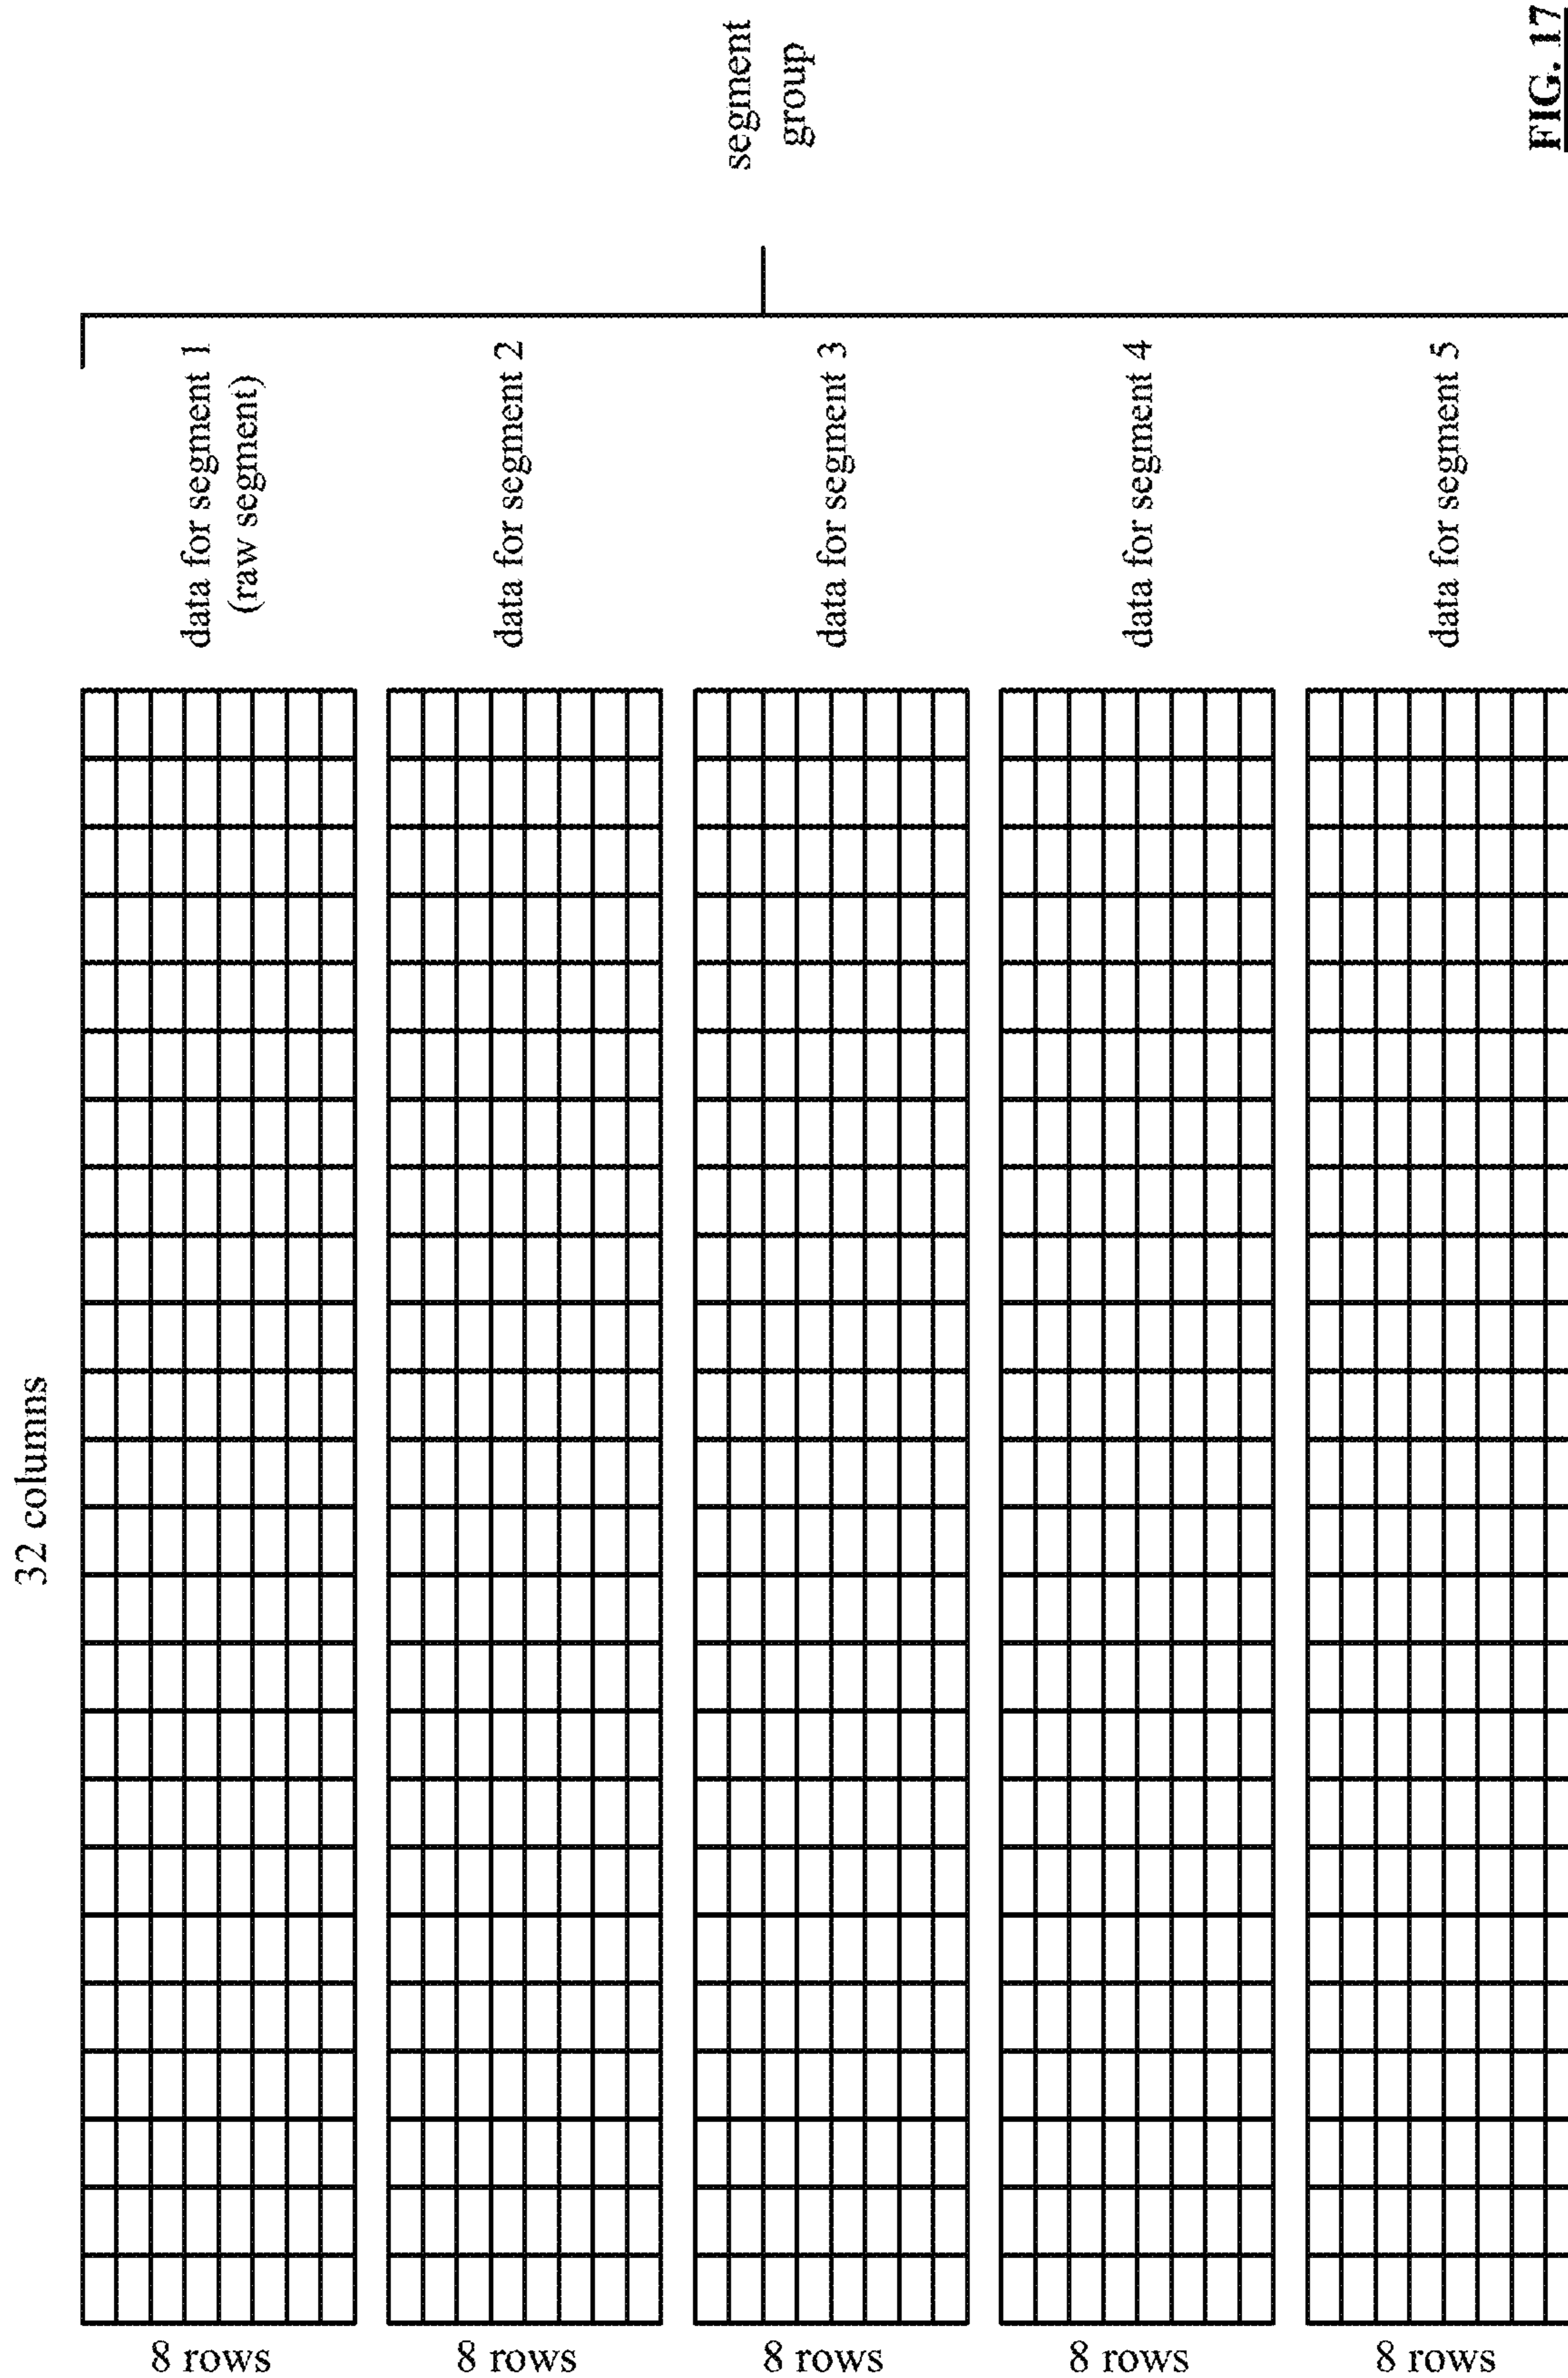 32 columns
8 rows
data for segment 1
(raw segment)
8 rows
data for segment 2
8 rows
data for segment 3
8 rows
data for segment 4
8 rows
data for segment 5
segment
group
FIG. 17